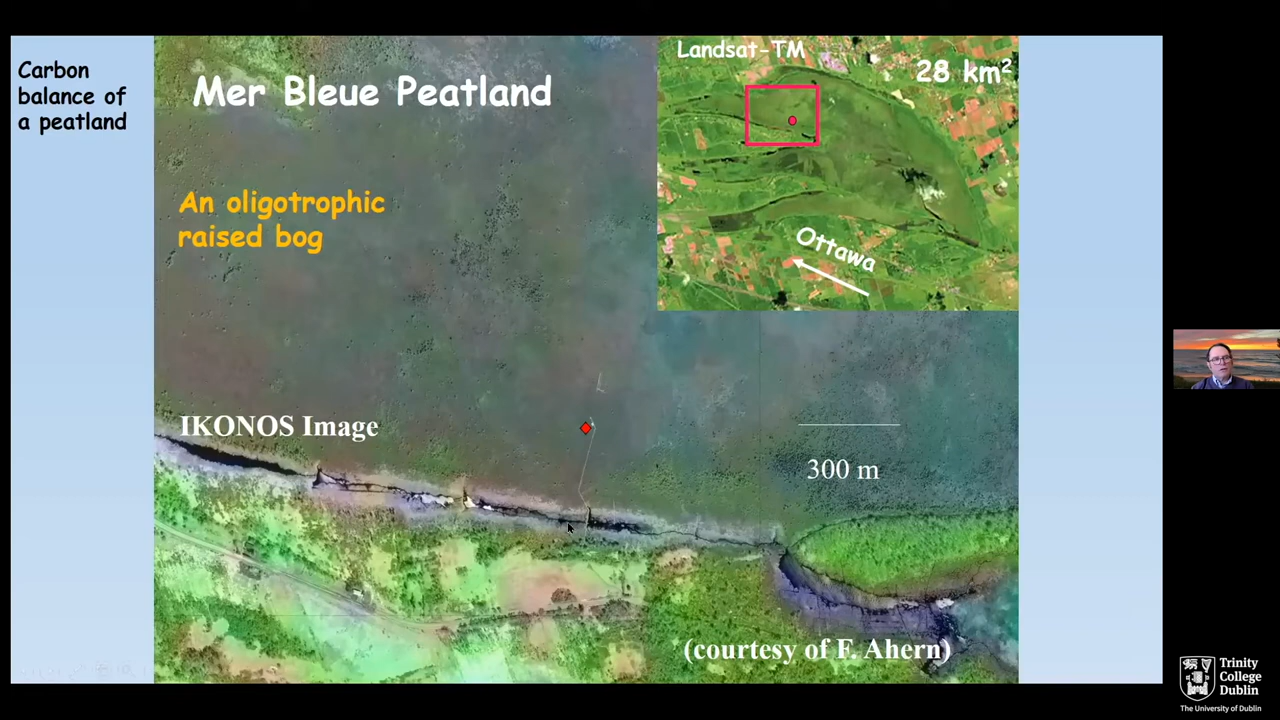 Carbon
balance of
a peatland
Mer Bleue Peatland
An oligotrophic
raised bog
Landsat-TM
28 km²
Ottawa
IKONOS Image
300 m
(courtesy of F. Ahern)
Trinity
College
Dublin
The University of Dublin